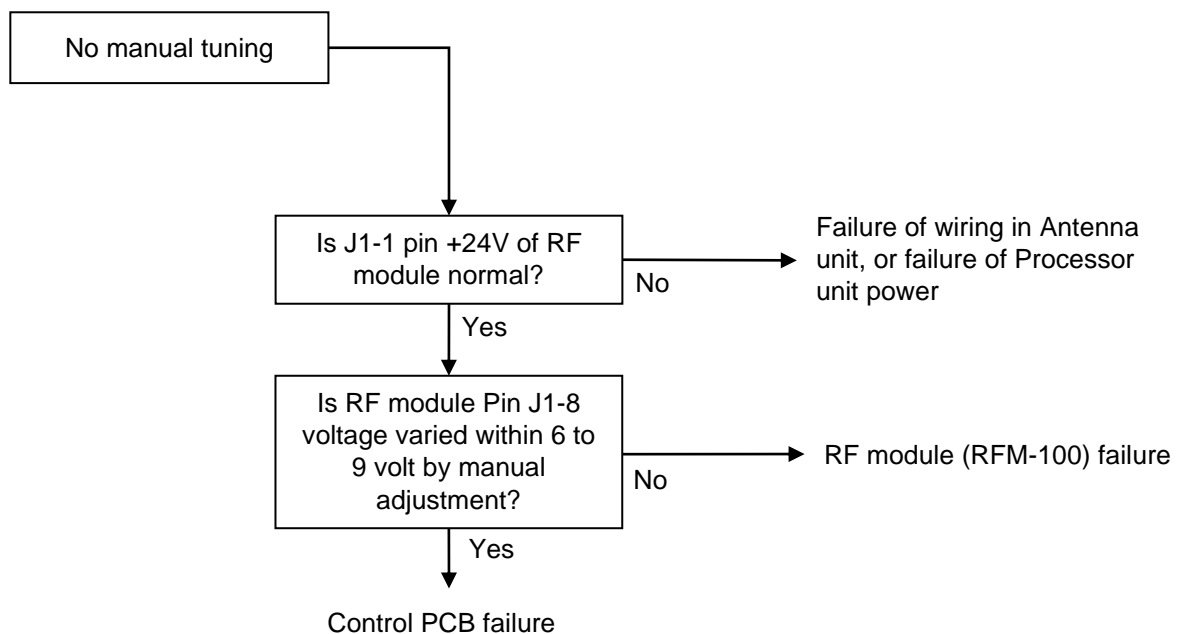 No manual tuning
Is J1-1 pin +24V of RF
module normal?
No
Failure of wiring in Antenna
unit, or failure of Processor
unit power
Yes
Is RF module Pin J1-8
voltage varied within 6 to
9 volt by manual
adjustment?
No
RF module (RFM-100) failure
Yes
Control PCB failure